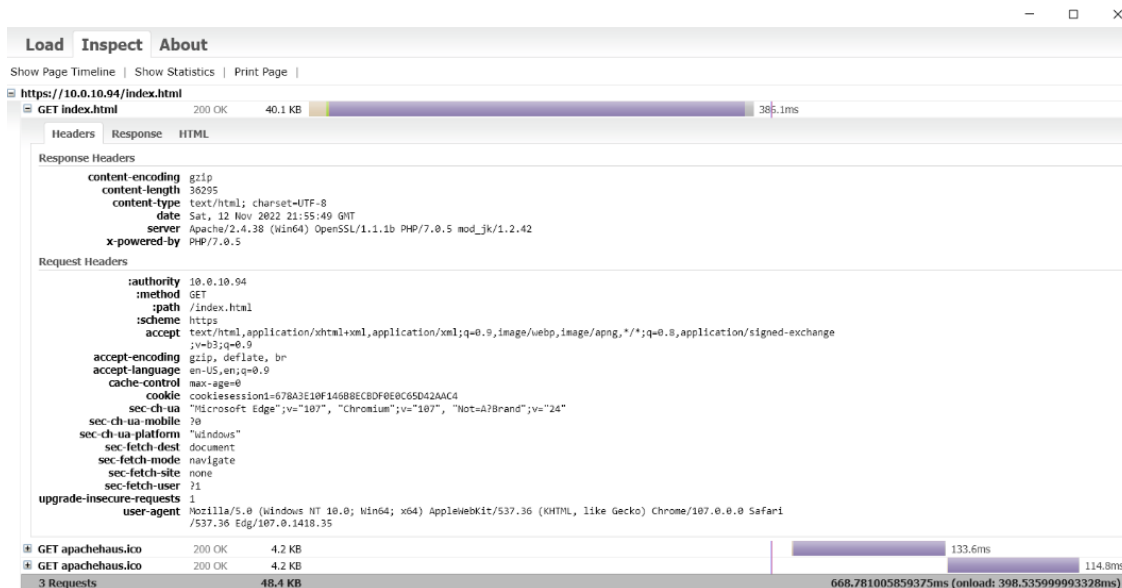 Load Inspect About
Show Page Timeline | Show Statistics | Print Page |
https://10.0.10.94/index.html
GET index.html 200 OK 40.1 KB 386.1ms
Headers Response HTML
Response Headers
content-encoding gzip
content-length 36295
content-type text/html; charset=UTF-8
date Sat, 12 Nov 2022 21:55:49 GMT
server Apache/2.4.38 (Win64) OpenSSL/1.1.1b PHP/7.0.5 mod_jk/1.2.42
x-powered-by PHP/7.0.5
Request Headers
:authority 10.0.10.94
:method GET
:path /index.html
:scheme https
accept text/html,application/xhtml+xml,application/xml;q=0.9,image/webp,image/apng,*/*;q=0.8,application/signed-exchange
;v=b3;q=0.9
accept-encoding gzip, deflate, br
accept-language en-US,en;q=0.9
cache-control max-age=0
cookie cookiesession1=678A3E10F146B8ECBDF0E0C65D42AAC4
sec-ch-ua "Microsoft Edge";v="107", "Chromium";v="107", "Not=A?Brand";v="24"
sec-ch-ua-mobile ?0
sec-ch-ua-platform "Windows"
sec-fetch-dest document
sec-fetch-mode navigate
sec-fetch-site none
sec-fetch-user ?1
upgrade-insecure-requests 1
user-agent Mozilla/5.0 (Windows NT 10.0; Win64; x64) AppleWebKit/537.36 (KHTML, like Gecko) Chrome/107.0.0.0 Safari
/537.36 Edg/107.0.1418.35
GET apachehaus.ico 200 OK 4.2 KB 133.6ms
GET apachehaus.ico 200 OK 4.2 KB 114.8ms
3 Requests 48.4 KB 668.781005859375ms (onload: 398.535999993328ms)